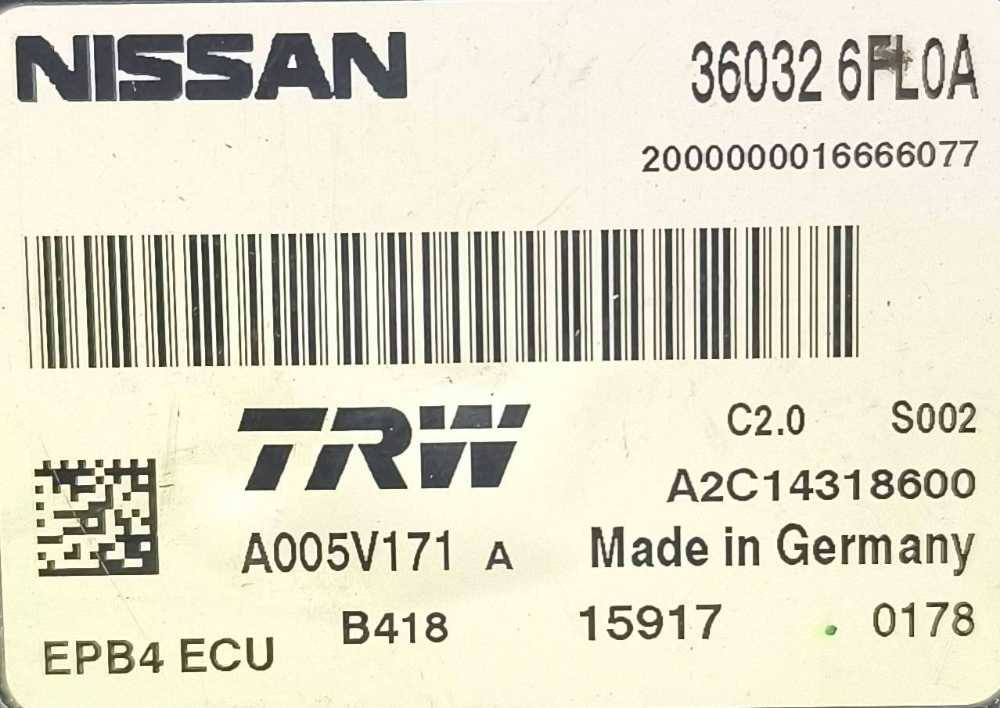 NISSAN 36032 6FL0A
2000000016666077
TRW C2.0 S002
A2C14318600
A005V171 A Made in Germany
EPB4 ECU B418 15917 0178